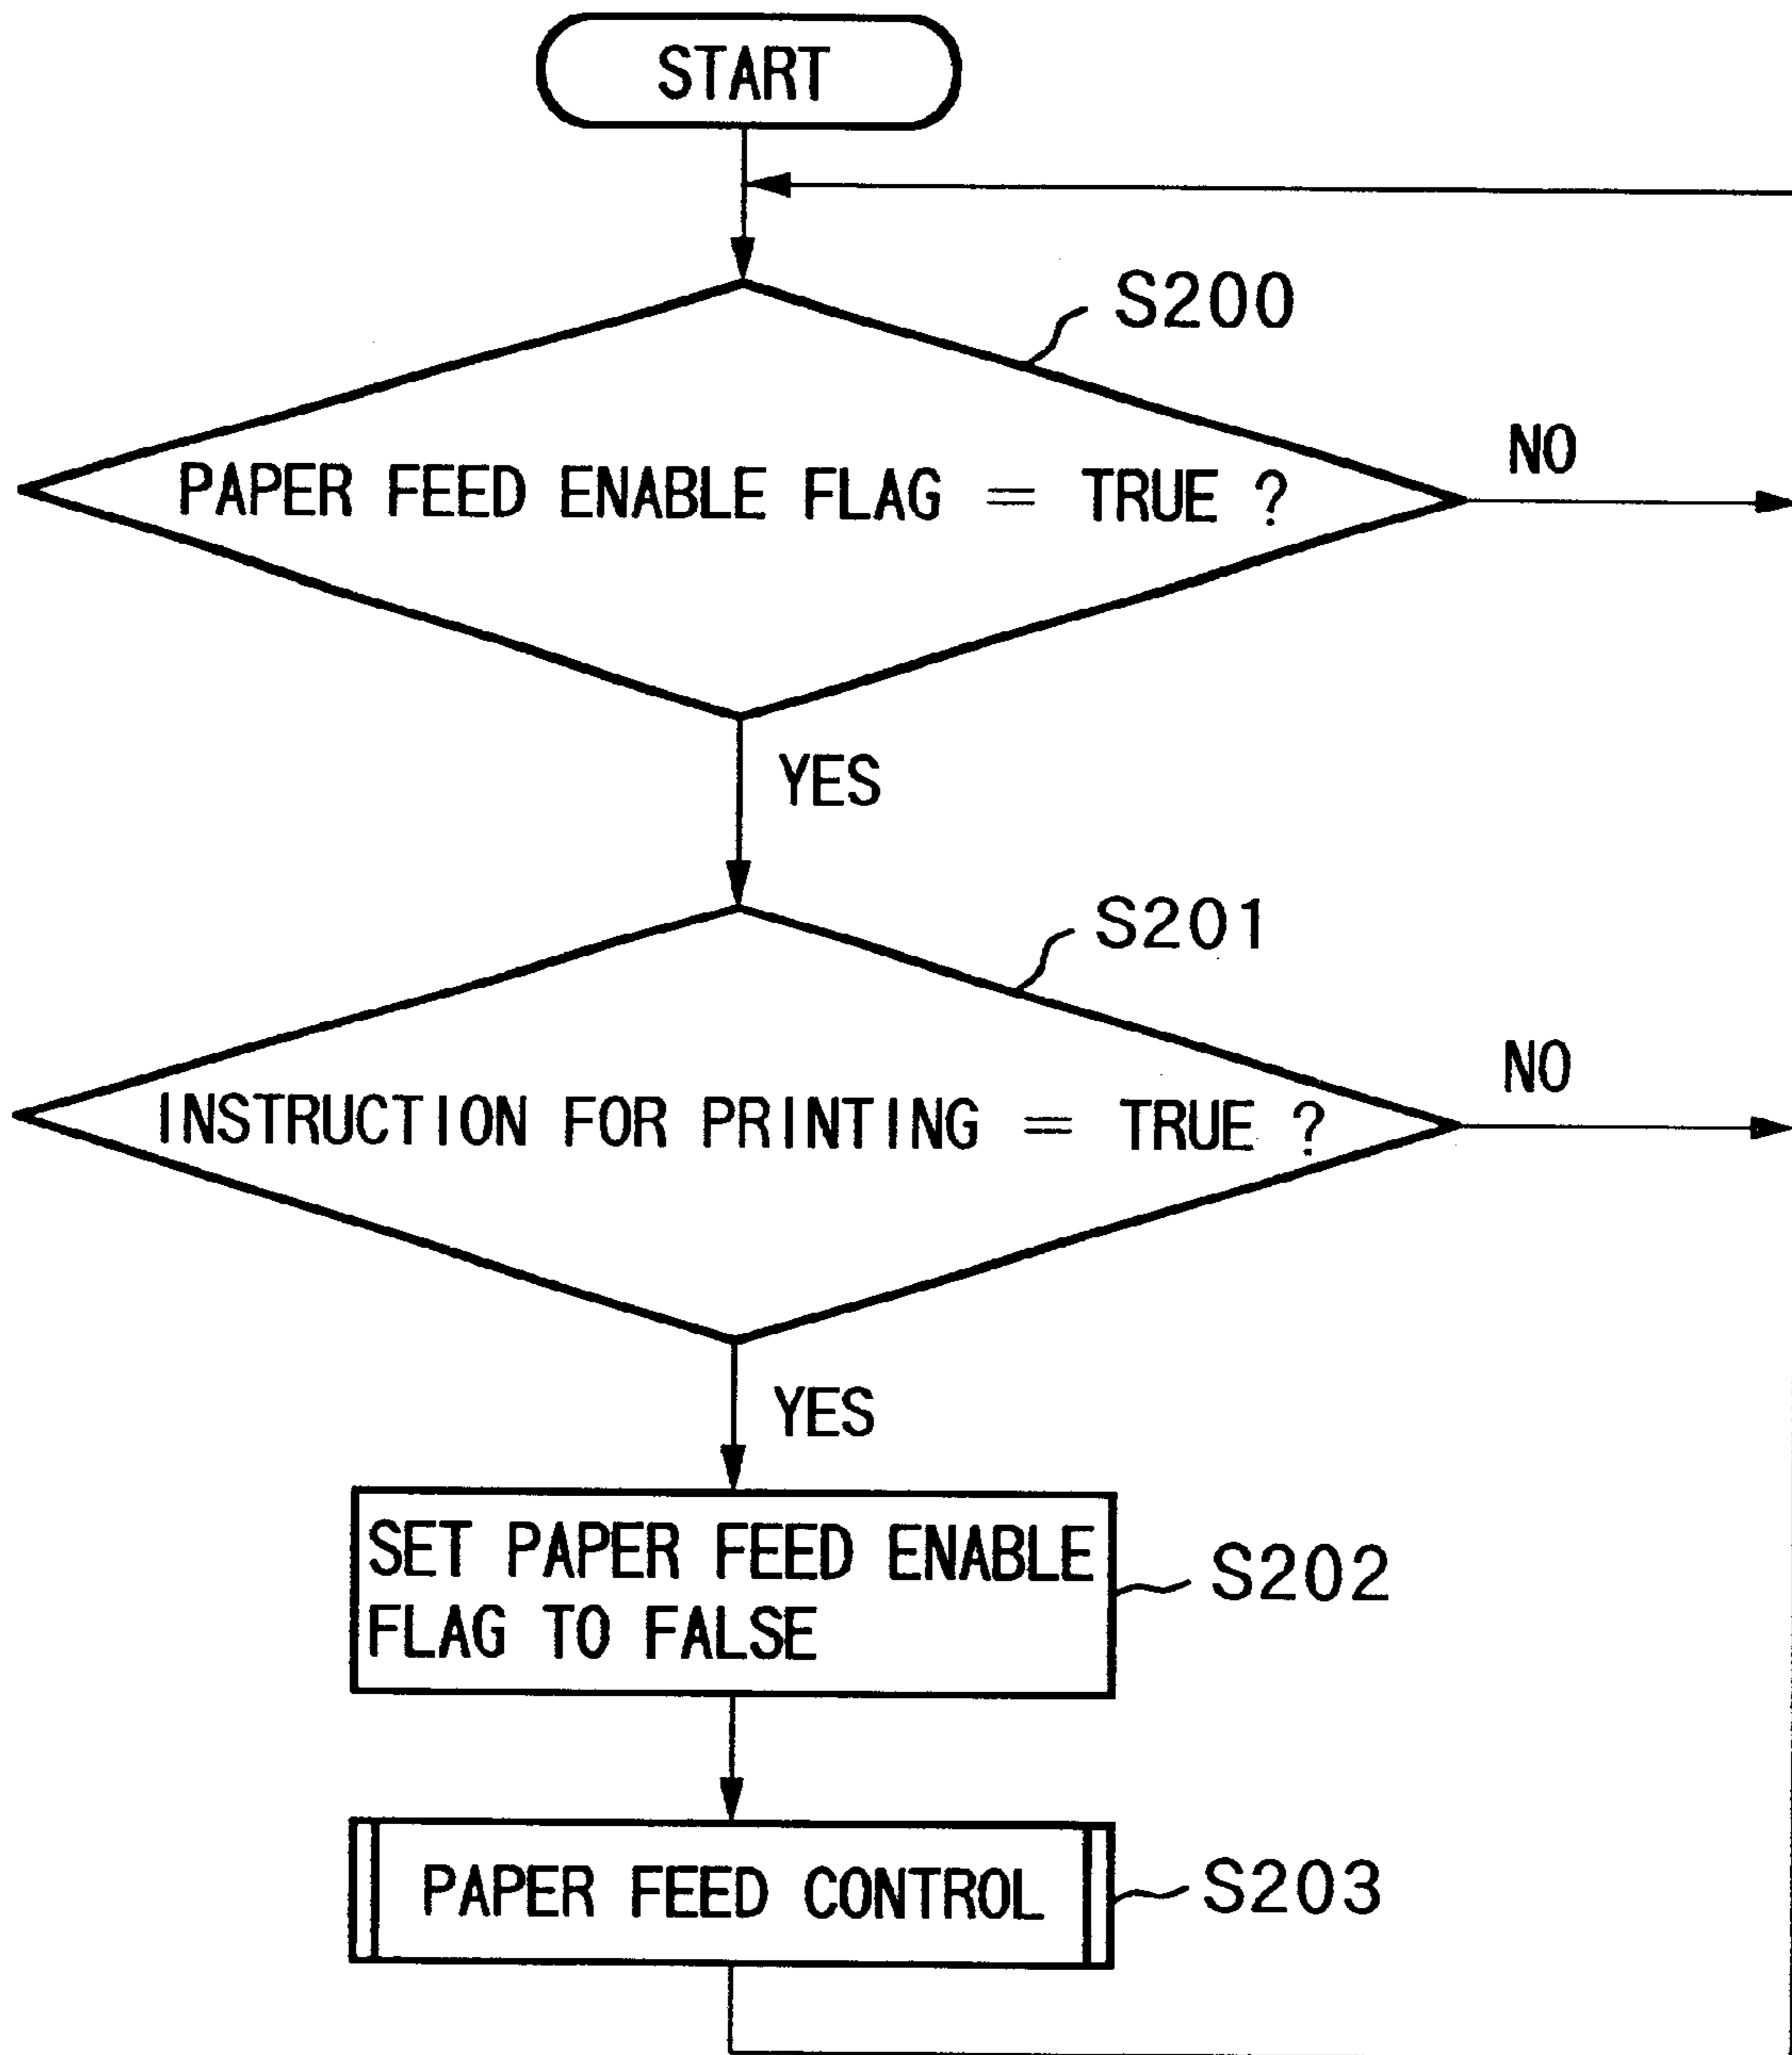 START
S200
PAPER FEED ENABLE FLAG = TRUE ?
NO
YES
S201
INSTRUCTION FOR PRINTING = TRUE ?
NO
YES
SET PAPER FEED ENABLE
FLAG TO FALSE
S202
PAPER FEED CONTROL
S203